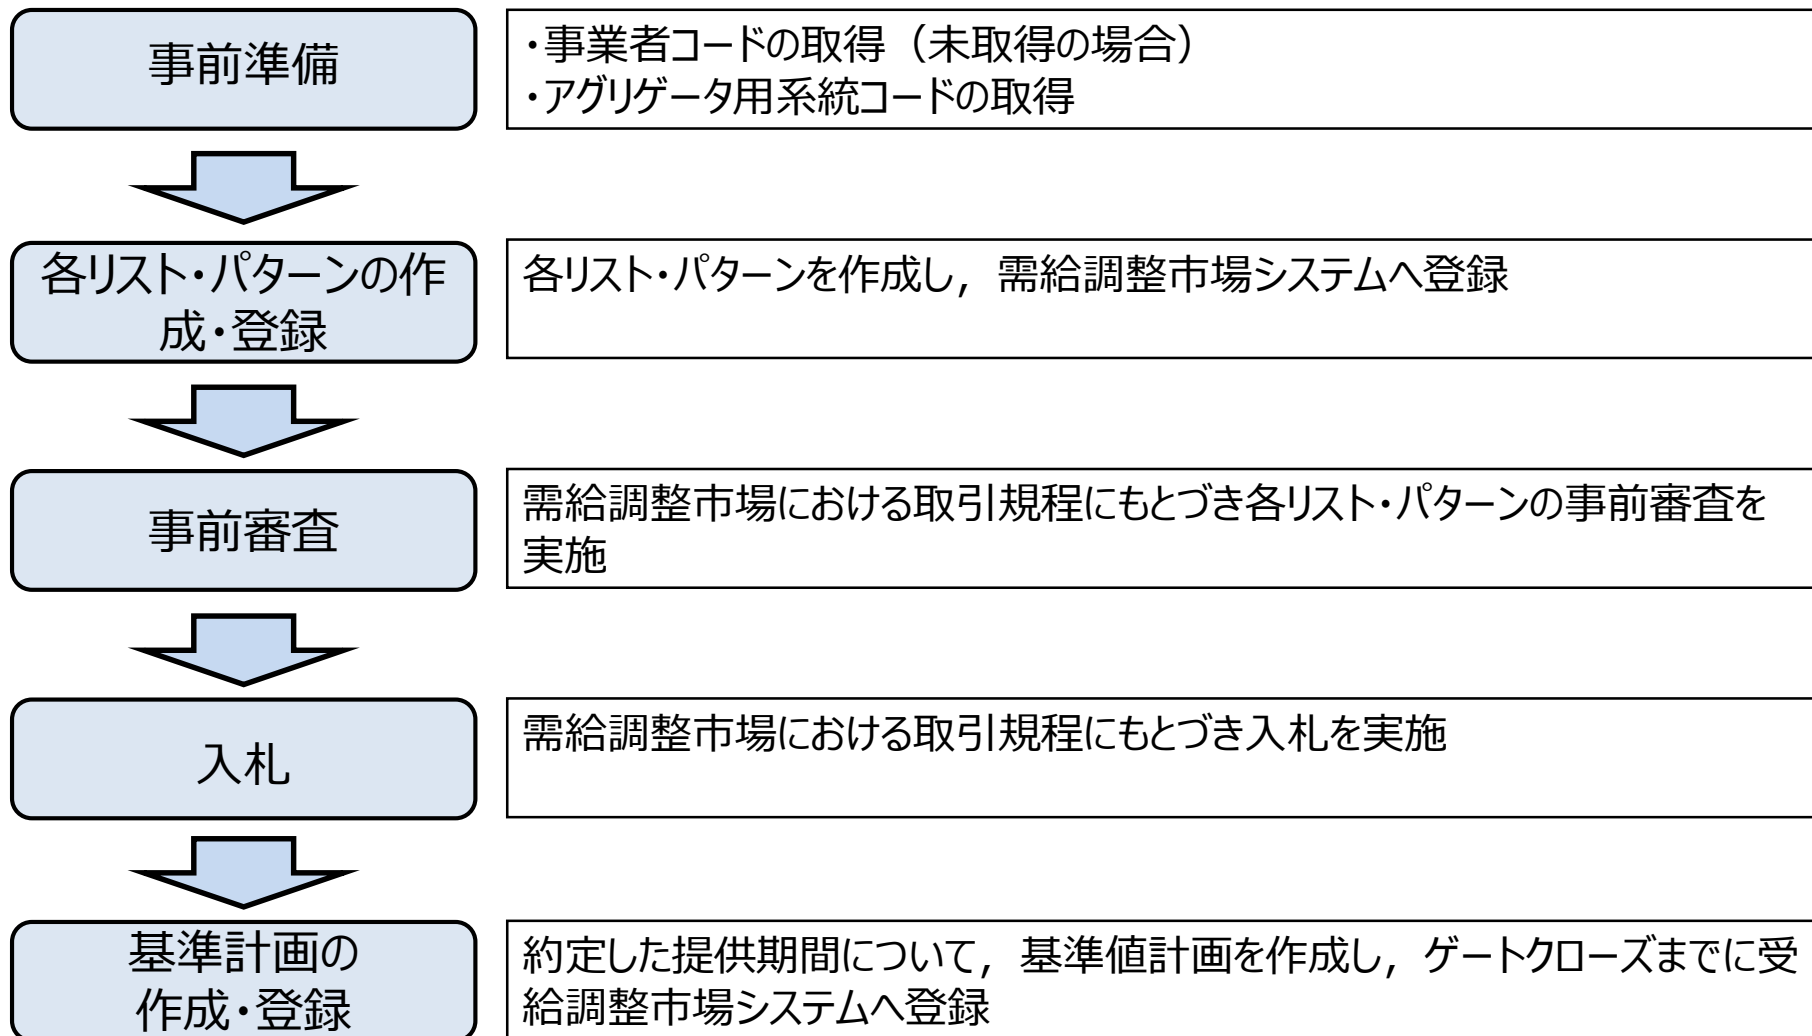 事前準備
・事業者コードの取得（未取得の場合）
・アグリゲータ用系統コードの取得
各リスト・パターンの作
成・登録
各リスト・パターンを作成し，需給調整市場システムへ登録
事前審査
需給調整市場における取引規程にもとづき各リスト・パターンの事前審査を
実施
入札
需給調整市場における取引規程にもとづき入札を実施
基準計画の
作成・登録
約定した提供期間について，基準値計画を作成し，ゲートクローズまでに受
給調整市場システムへ登録